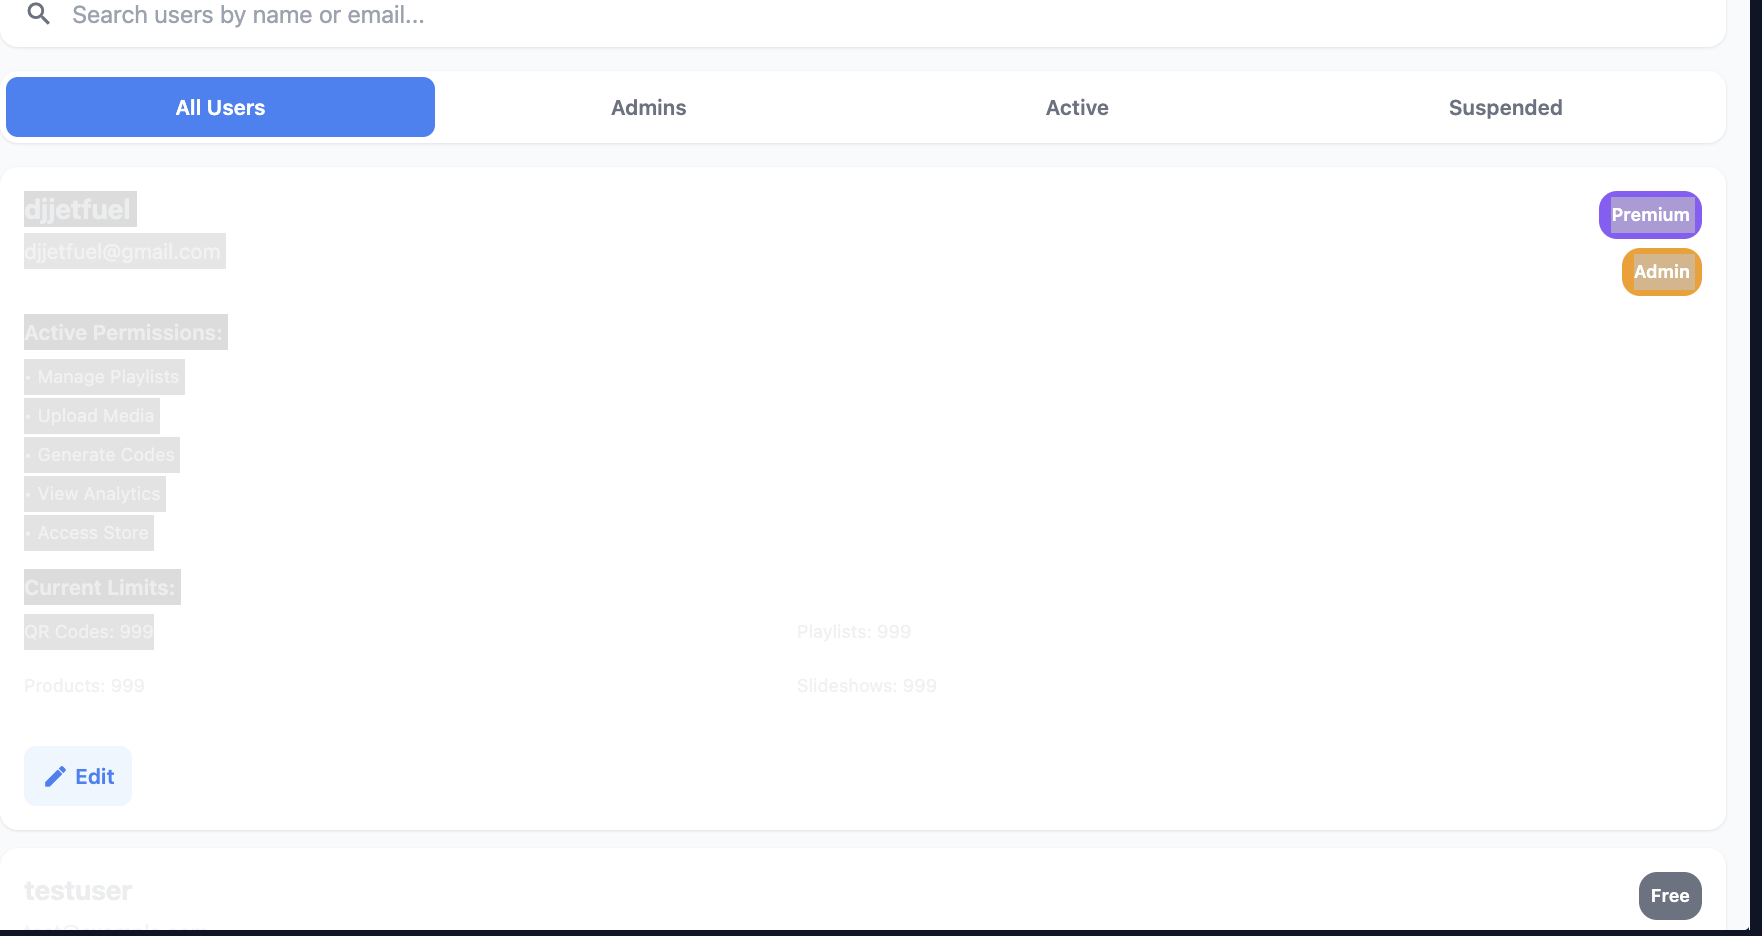 Search users by name or email...
All Users
Admins
Active
Suspended
djjetfuel
Premium
djjetfuel@gmail.com
Admin
Active Permissions:
• Manage Playlists
• Upload Media
• Generate Codes
• View Analytics
• Access Store
Current Limits:
QR Codes: 999
Playlists: 999
Products: 999
Slideshows: 999
Edit
testuser
Free